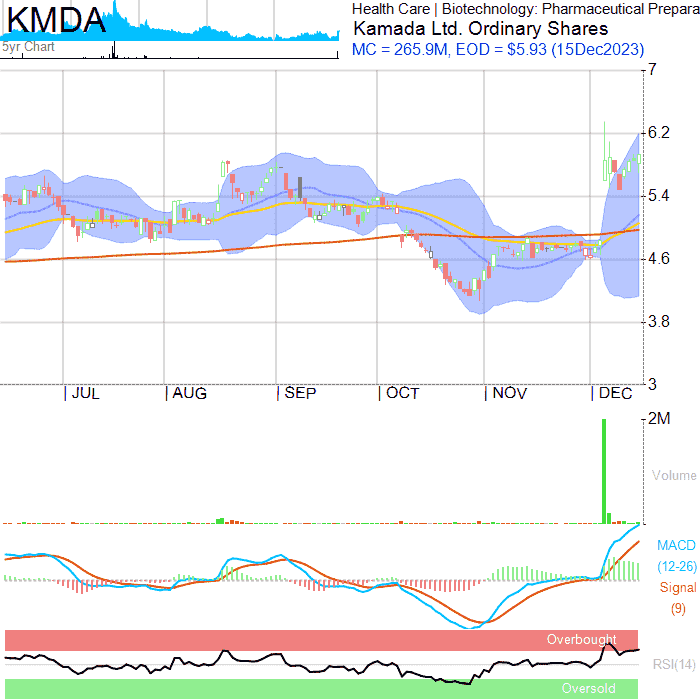 KMDA
5yr Chart
Health Care | Biotechnology: Pharmaceutical Prepara
Kamada Ltd. Ordinary Shares
MC = 265.9M, EOD = $5.93 (15Dec2023)
7
6.2
5.4
4.6
3.8
3
JUL AUG SEP OCT NOV DEC
2M
Volume
MACD
(12-26)
Signal
(9)
Overbought
RSI(14)
Oversold